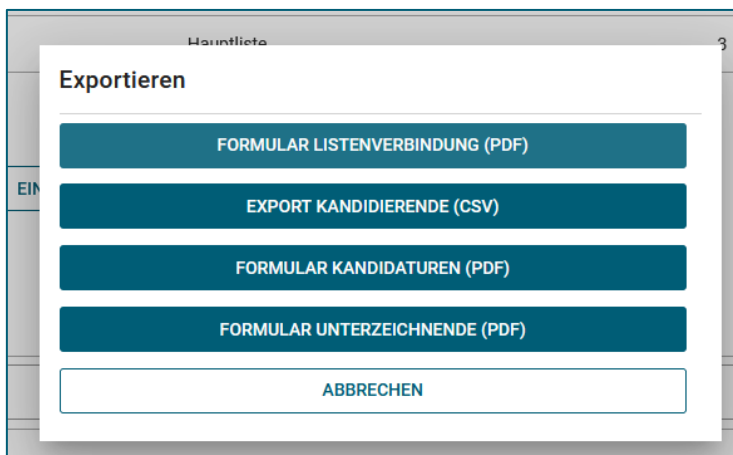 Hauptliste 3
Exportieren
FORMULAR LISTENVERBINDUNG (PDF)
EIN
EXPORT KANDIDIERENDE (CSV)
FORMULAR KANDIDATUREN (PDF)
FORMULAR UNTERZEICHNENDE (PDF)
ABBRECHEN